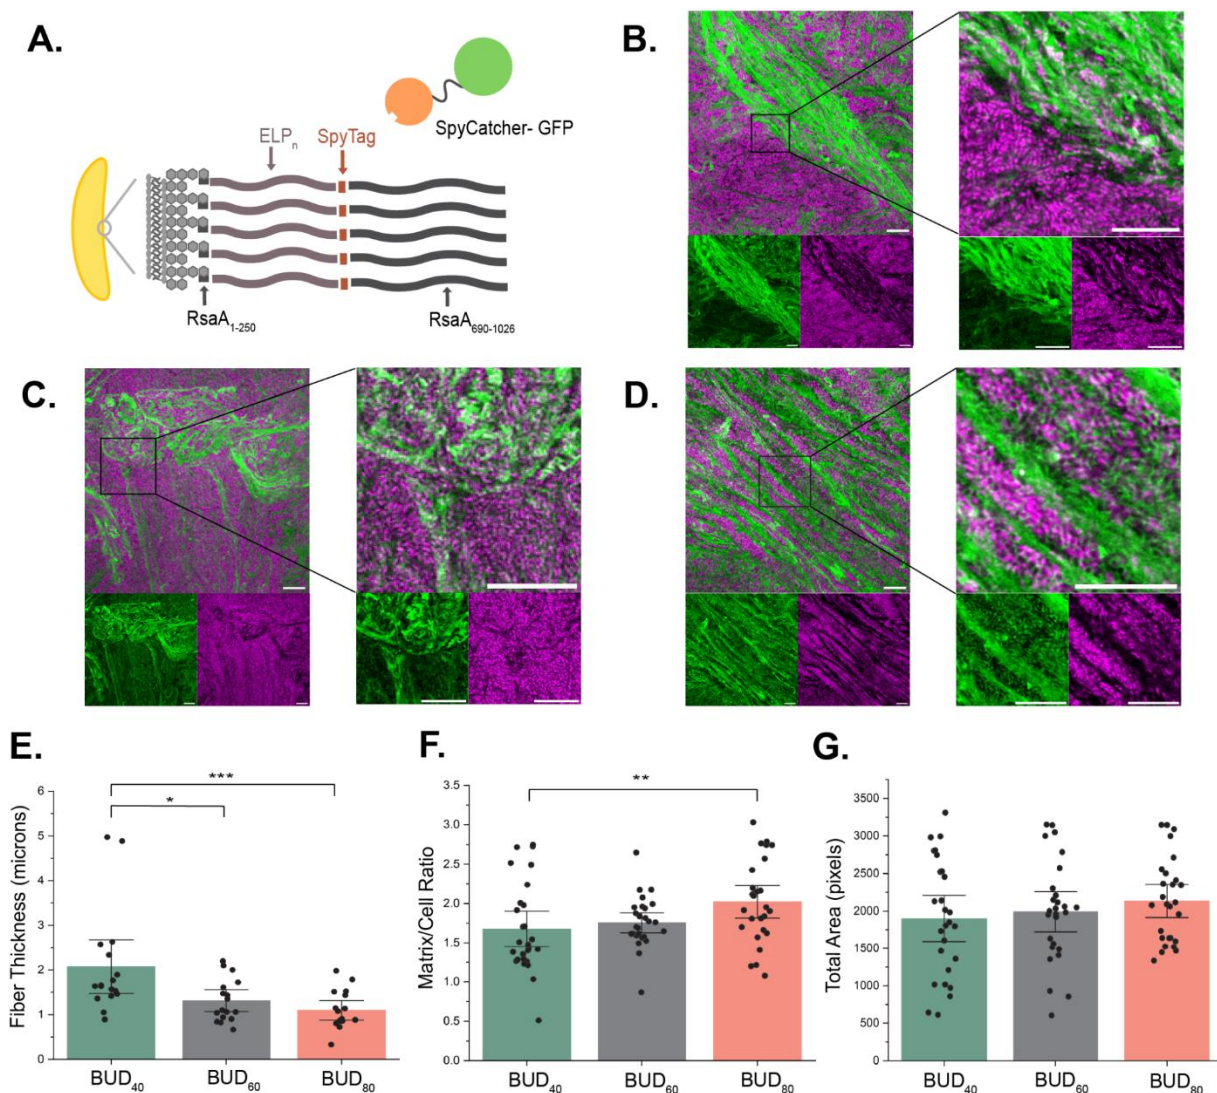 A.
SpyCatcher- GFP
ELPn
SpyTag
RsaA1-250
RsaA690-1026
B.
C.
D.
E.
***
*
Fiber Thickness (microns)
6
5
4
3
2
1
0
BUD40
BUD60
BUD80
F.
**
Matrix/Cell Ratio
3.5
3.0
2.5
2.0
1.5
1.0
0.5
0.0
BUD40
BUD60
BUD80
G.
Total Area (pixels)
3500
3000
2500
2000
1500
1000
500
0
BUD40
BUD60
BUD80